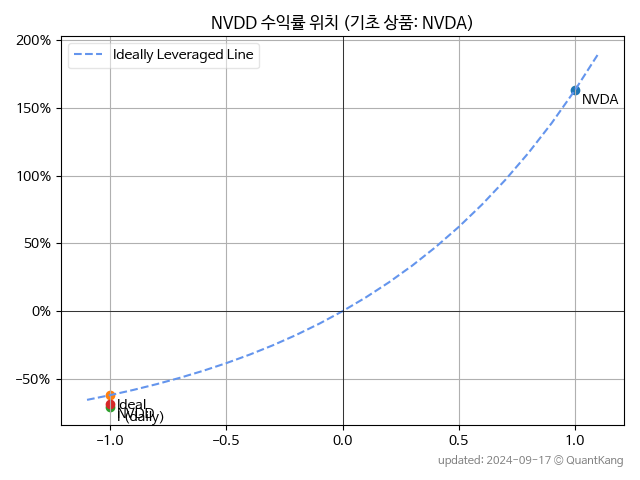 NVDD 수익률 위치 (기초 상품: NVDA)
200%
150%
100%
50%
0%
−50%
Ideally Leveraged Line
NVDA
Ideal
NVDD
(daily)
−1.0
−0.5
0.0
0.5
1.0
updated: 2024-09-17 © QuantKang